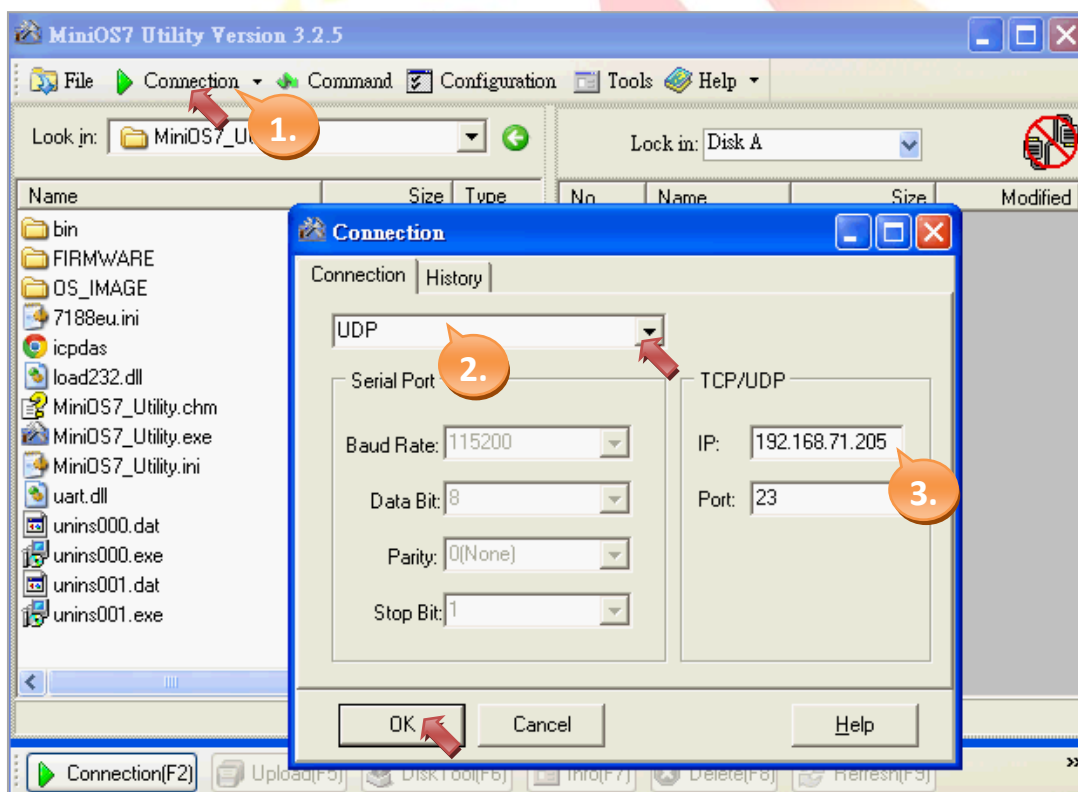 MiniOS7 Utility Version 3.2.5
File Connection Command Configuration Tools Help
1.
Look in: MiniOS7_Ut
Lock in: Disk A
Name Size Type
No Name Size Modified
bin
FIRMWARE
OS_IMAGE
7188eu.ini
icpdas
load232.dll
MiniOS7_Utility.chm
MiniOS7_Utility.exe
MiniOS7_Utility.ini
uart.dll
unins000.dat
unins000.exe
unins001.dat
unins001.exe
Connection
Connection History
UDP
2.
Serial Port
Baud Rate: 115200
Data Bit: 8
Parity: 0(None)
Stop Bit: 1
TCP/UDP
IP: 192.168.71.205
Port: 23
3.
OK Cancel Help
Connection(F2) Upload(F5) DiskTool(F6) Info(F7) Delete(F8) Refresh(F9)